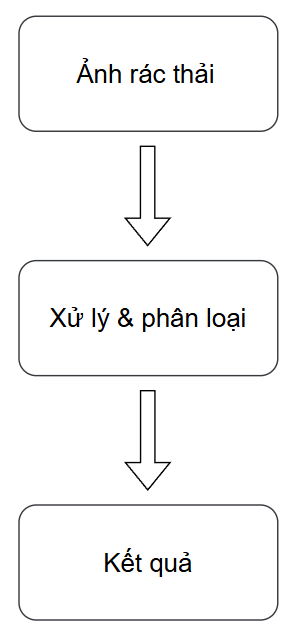 Ảnh rác thải
Xử lý & phân loại
Kết quả